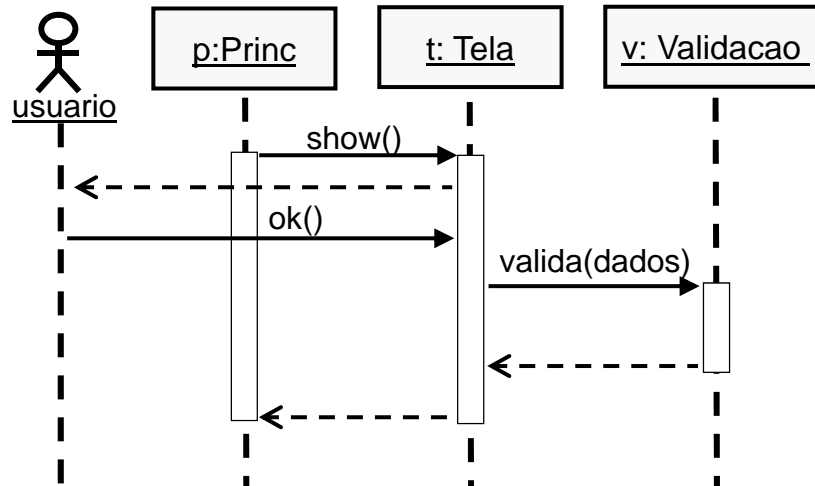 p:Princ
t: Tela
v: Validacao
usuario
show()
ok()
valida(dados)